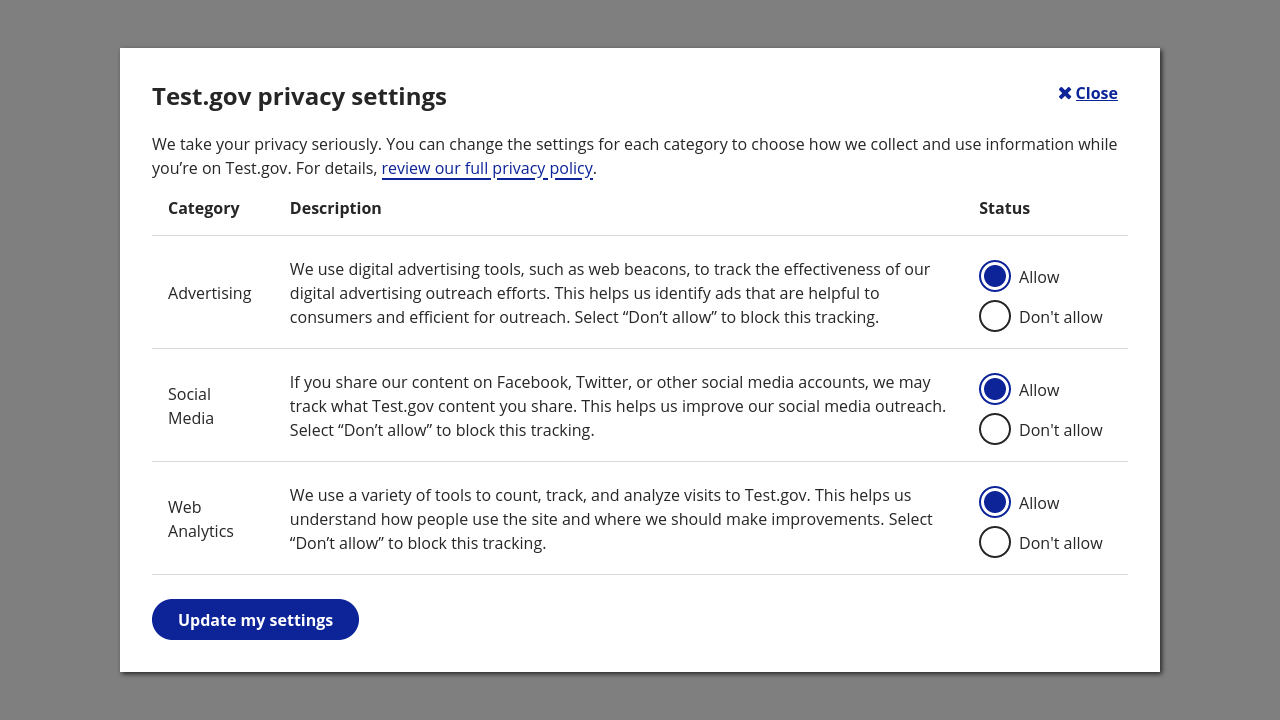 Test.gov privacy settings
Close
We take your privacy seriously. You can change the settings for each category to choose how we collect and use information while
you’re on Test.gov. For details, review our full privacy policy.
Category Description Status
Advertising
We use digital advertising tools, such as web beacons, to track the effectiveness of our
digital advertising outreach efforts. This helps us identify ads that are helpful to
consumers and efficient for outreach. Select “Don’t allow” to block this tracking.
Allow
Don't allow
Social
Media
If you share our content on Facebook, Twitter, or other social media accounts, we may
track what Test.gov content you share. This helps us improve our social media outreach.
Select “Don’t allow” to block this tracking.
Allow
Don't allow
Web
Analytics
We use a variety of tools to count, track, and analyze visits to Test.gov. This helps us
understand how people use the site and where we should make improvements. Select
“Don’t allow” to block this tracking.
Allow
Don't allow
Update my settings